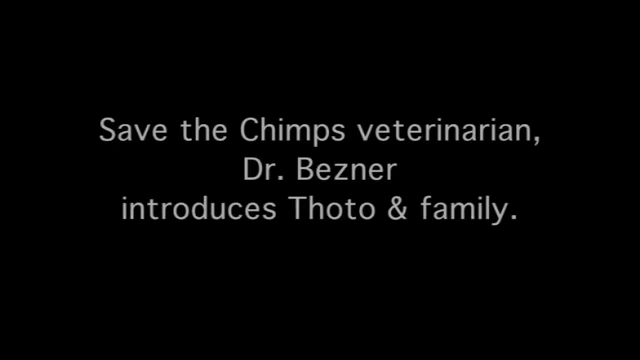 Save the Chimps veterinarian,
Dr. Bezner
introduces Thoto & family.